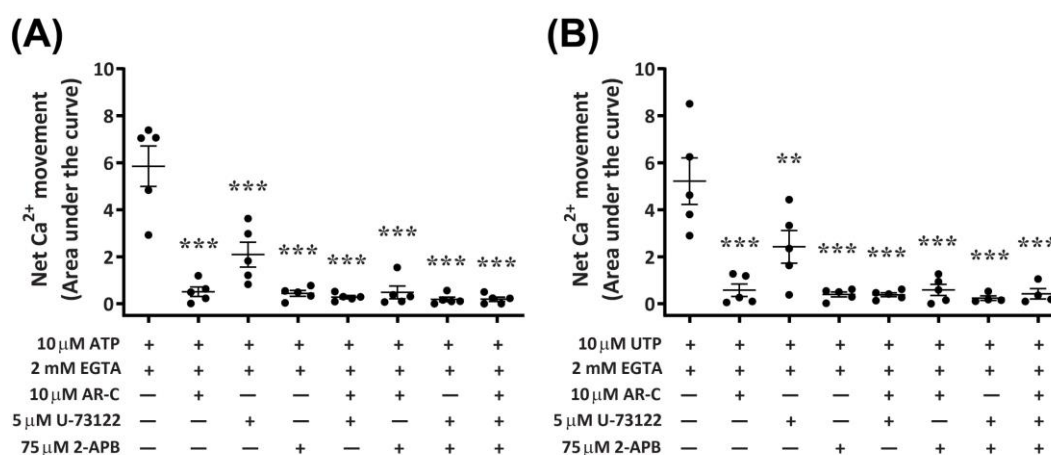 (A)
Net Ca²⁺ movement
(Area under the curve)
10
8
6
4
2
0
***
***
***
***
***
***
***
10 μM ATP + + + + + + + +
2 mM EGTA + + + + + + + +
10 μM AR-C — + — — + + — +
5 μM U-73122 — — + — + — + +
75 μM 2-APB — — — + — + + +
(B)
Net Ca²⁺ movement
(Area under the curve)
10
8
6
4
2
0
***
**
***
***
***
***
***
10 μM UTP + + + + + + + +
2 mM EGTA + + + + + + + +
10 μM AR-C — + — — + + — +
5 μM U-73122 — — + — + — + +
75 μM 2-APB — — — + — + + +